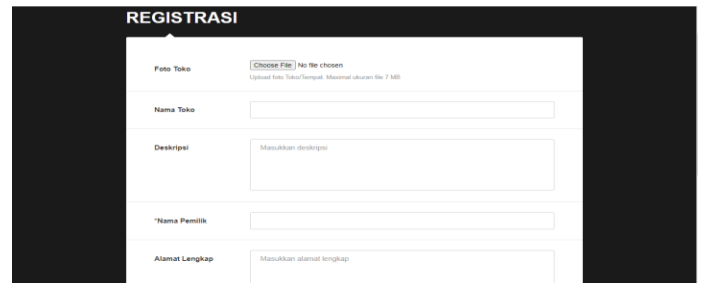 REGISTRASI
Foto Toko
Choose File No file chosen
Upload foto Toko/Tempat. Maximal ukuran file 7 MB.
Nama Toko
Deskripsi
Masukkan deskripsi
*Nama Pemilik
Alamat Lengkap
Masukkan alamat lengkap